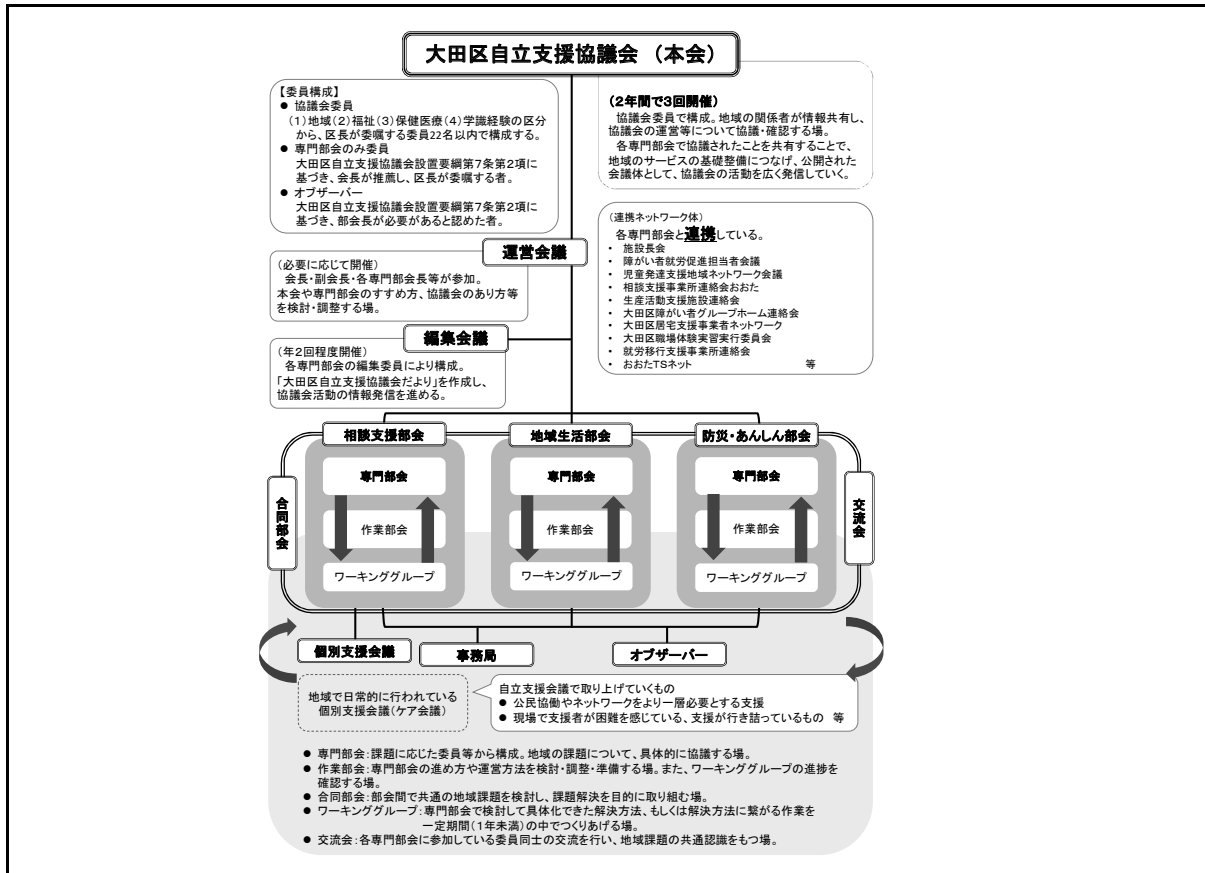 大田区自立支援協議会 （本会）
【委員構成】
● 協議会委員
（１）地域（２）福祉（３）保健医療（４）学識経験の区分
から、区長が委嘱する委員22名以内で構成する。
● 専門部会のみ委員
大田区自立支援協議会設置要綱第７条第２項に
基づき、会長が推薦し、区長が委嘱する者。
● オブザーバー
大田区自立支援協議会設置要綱第７条第２項に
基づき、部会長が必要があると認めた者。
（２年間で３回開催）
協議会委員で構成。地域の関係者が情報共有し、
協議会の運営等について協議・確認する場。
各専門部会で協議されたことを共有することで、
地域のサービスの基礎整備につなげ、公開された
会議体として、協議会の活動を広く発信していく。
（連携ネットワーク体）
各専門部会と連携している。
・ 施設長会
・ 障がい者就労促進担当者会議
・ 児童発達支援地域ネットワーク会議
・ 相談支援事業所連絡会おおた
・ 生産活動支援施設連絡会
・ 大田区障がい者グループホーム連絡会
・ 大田区居宅支援事業者ネットワーク
・ 大田区職場体験実習実行委員会
・ 就労移行支援事業所連絡会
・ おおたTSネット 等
運営会議
（必要に応じて開催）
会長・副会長・各専門部会長等が参加。
本会や専門部会のすすめ方、協議会のあり方等
を検討・調整する場。
編集会議
（年２回程度開催）
各専門部会の編集委員により構成。
「大田区自立支援協議会だより」を作成し、
協議会活動の情報発信を進める。
相談支援部会
地域生活部会
防災・あんしん部会
合同部会
交流会
専門部会
作業部会
ワーキンググループ
専門部会
作業部会
ワーキンググループ
専門部会
作業部会
ワーキンググループ
個別支援会議
事務局
オブザーバー
地域で日常的に行われている
個別支援会議（ケア会議）
自立支援会議で取り上げていくもの
● 公民協働やネットワークをより一層必要とする支援
● 現場で支援者が困難を感じている、支援が行き詰っているもの 等
● 専門部会：課題に応じた委員等から構成。地域の課題について、具体的に協議する場。
● 作業部会：専門部会の進め方や運営方法を検討・調整・準備する場。また、ワーキンググループの進捗を
確認する場。
● 合同部会：部会間で共通の地域課題を検討し、課題解決を目的に取り組む場。
● ワーキンググループ：専門部会で検討して具体化できた解決方法、もしくは解決方法に繋がる作業を
一定期間（１年未満）の中でつくりあげる場。
● 交流会：各専門部会に参加している委員同士の交流を行い、地域課題の共通認識をもつ場。